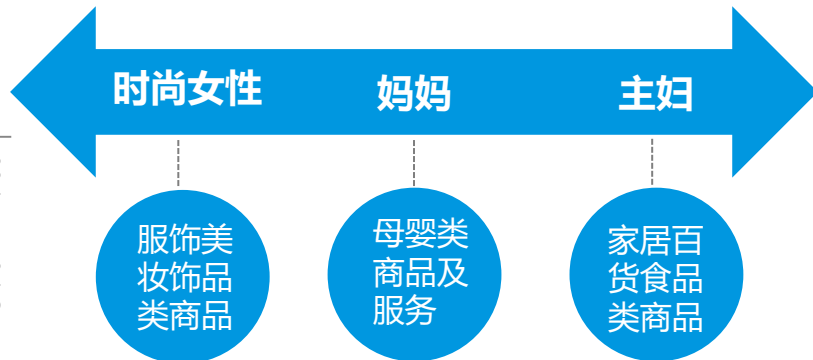 时尚女性
妈妈
主妇
服饰美
妆饰品
类商品
母婴类
商品及
服务
家居百
货食品
类商品